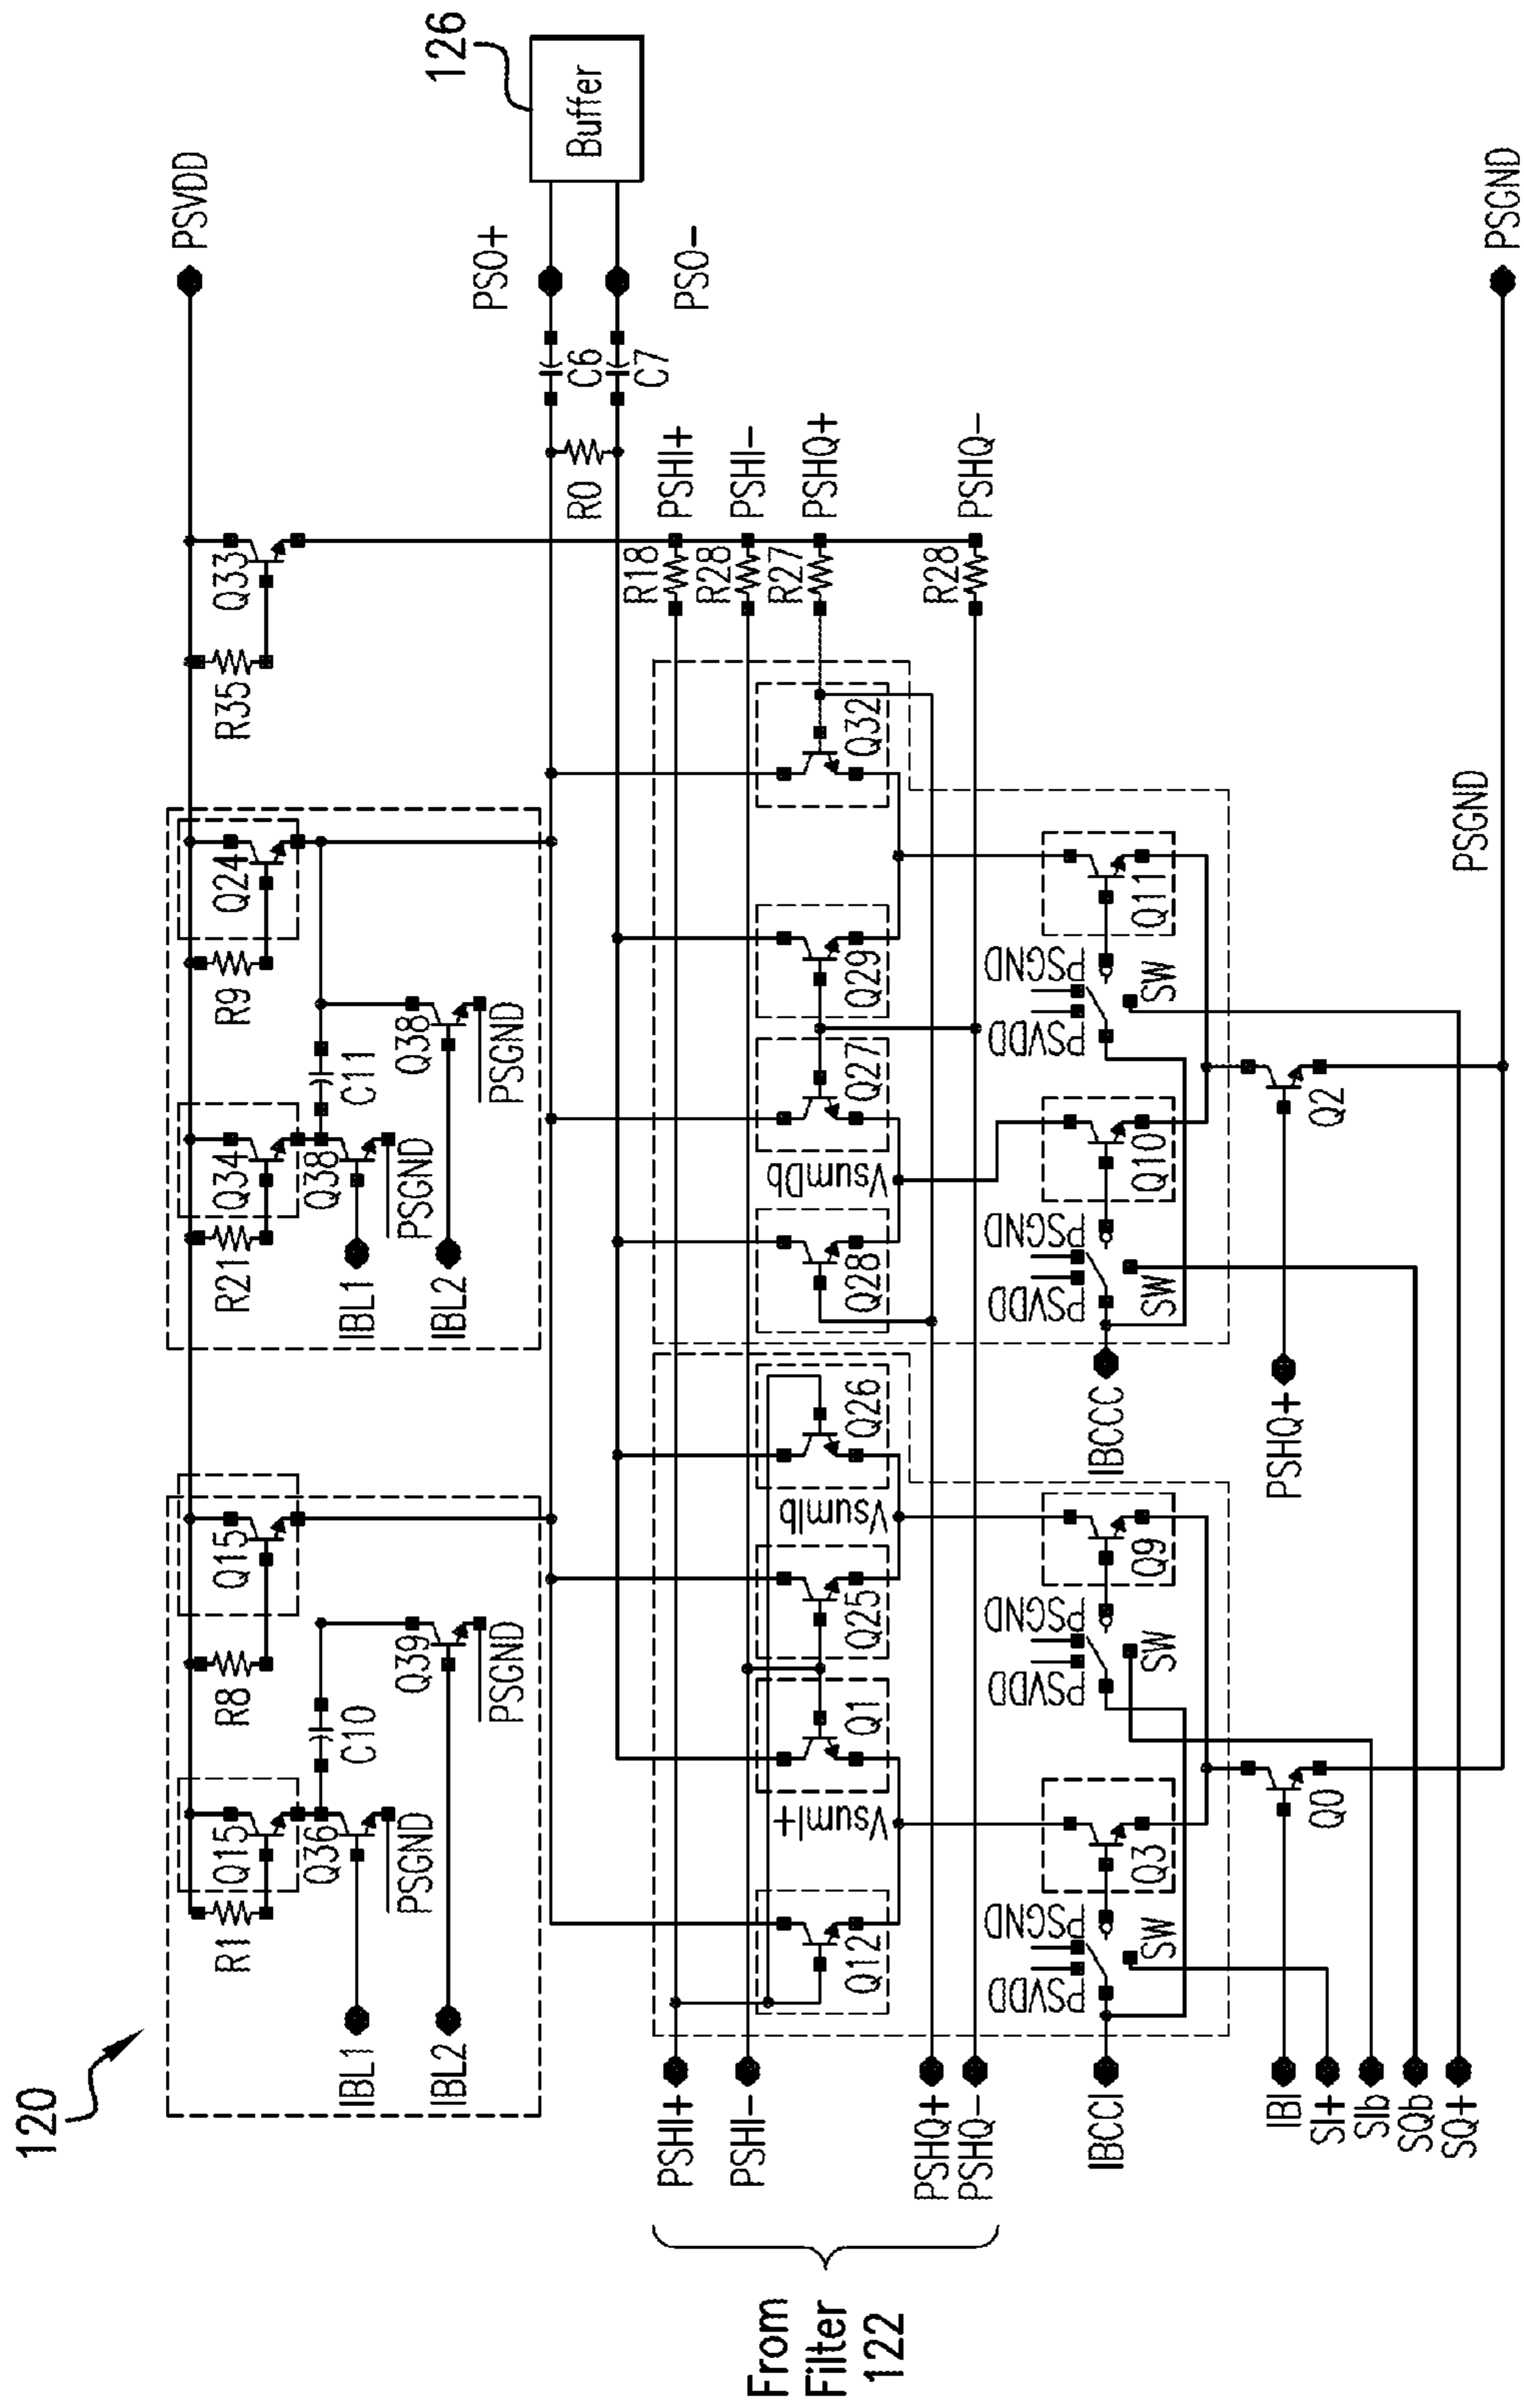 120
PSVDD
R1
Q15
R8
Q15
R21
Q34
R9
Q24
R35
Q33
Q36
C10
Q39
Q38
C11
Q38
IBL1
PSGND
IBL1
PSGND
IBL2
PSGND
IBL2
PSGND
PSO+
126
Buffer
R0
C6
C7
PSO-
From
Filter
122
PSHI+
R18
PSHI+
PSHI-
R28
PSHI-
R27
PSHQ+
PSHQ+
PSHQ-
R28
PSHQ-
Q12
VsumI+
Q1
Q25
VsumIb
Q26
Q28
VsumDb
Q27
Q29
Q32
IBCCI
PSVDD
PSGND
SW
Q3
PSVDD
PSGND
SW
Q9
IBCCC
PSVDD
PSGND
SW
Q10
PSVDD
PSGND
SW
Q11
IBI
Q0
PSHQ+
Q2
SI+
SIb
SQb
SQ+
PSGND
PSGND